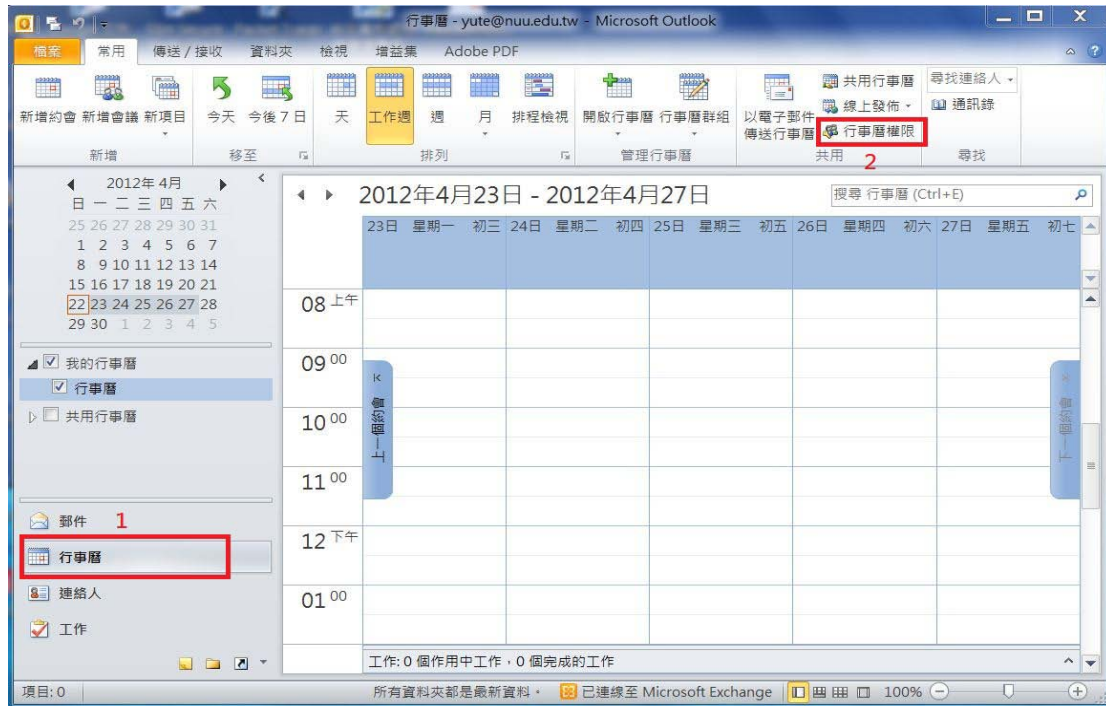 行事曆 - yute@nuu.edu.tw - Microsoft Outlook
檔案 常用 傳送 / 接收 資料夾 檢視 增益集 Adobe PDF
新增約會 新增會議 新項目
今天 今後 7 日
天 工作週 週 月 排程檢視
開啟行事曆 行事曆群組
以電子郵件
傳送行事曆
共用行事曆
線上發佈
行事曆權限
尋找連絡人
通訊錄
新增 移至 排列 管理行事曆 共用 2 尋找
2012年 4月
日 一 二 三 四 五 六
25 26 27 28 29 30 31
1 2 3 4 5 6 7
8 9 10 11 12 13 14
15 16 17 18 19 20 21
22 23 24 25 26 27 28
29 30 1 2 3 4 5
我的行事曆
行事曆
共用行事曆
郵件 1
行事曆
連絡人
工作
2012年4月23日 - 2012年4月27日
搜尋 行事曆 (Ctrl+E)
23日 星期一 初三 24日 星期二 初四 25日 星期三 初五 26日 星期四 初六 27日 星期五 初七
08 上午
09 00
10 00
11 00
12 下午
01 00
上一個約會
下一個約會
工作: 0 個作用中工作，0 個完成的工作
項目: 0 所有資料夾都是最新資料。 已連線至 Microsoft Exchange 100%